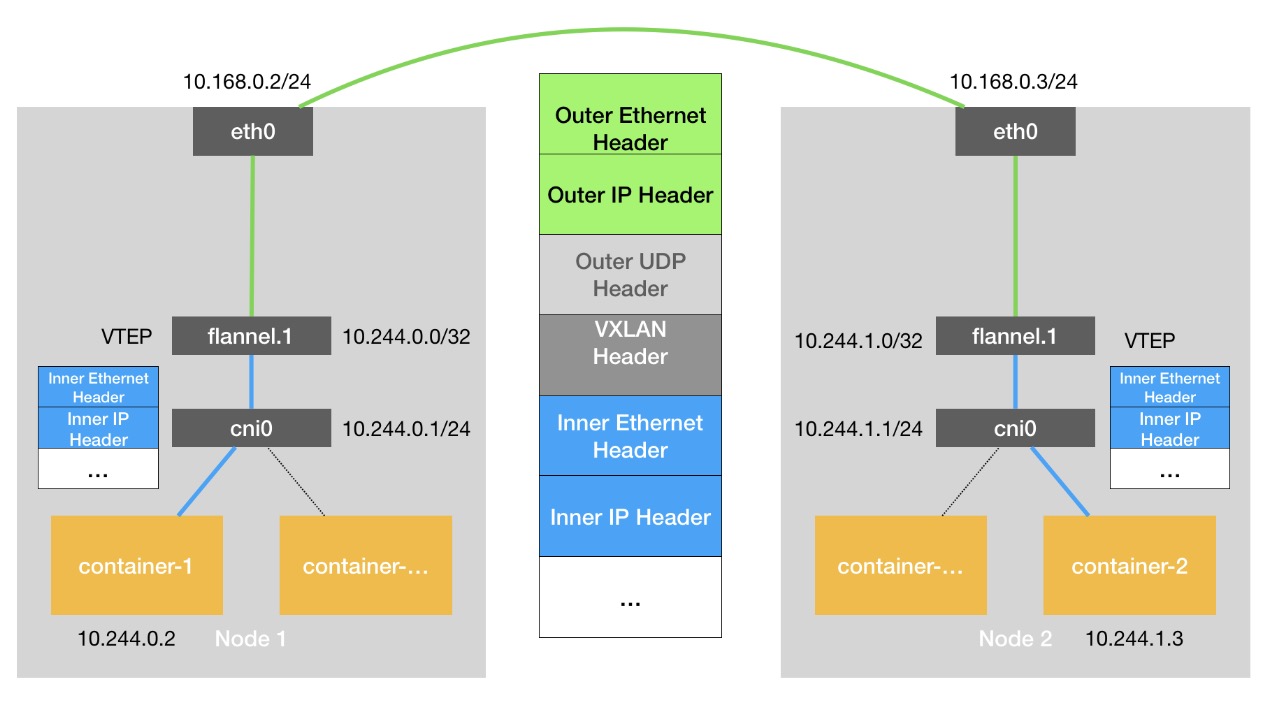 10.168.0.2/24
eth0
flannel.1
VTEP
10.244.0.0/32
Inner Ethernet
Header
Inner IP
Header
...
cni0
10.244.0.1/24
container-1
container-...
10.244.0.2
Node 1
Outer Ethernet
Header
Outer IP Header
Outer UDP
Header
VXLAN
Header
Inner Ethernet
Header
Inner IP Header
...
10.168.0.3/24
eth0
10.244.1.0/32
flannel.1
VTEP
10.244.1.1/24
cni0
Inner Ethernet
Header
Inner IP
Header
...
container-...
container-2
Node 2
10.244.1.3